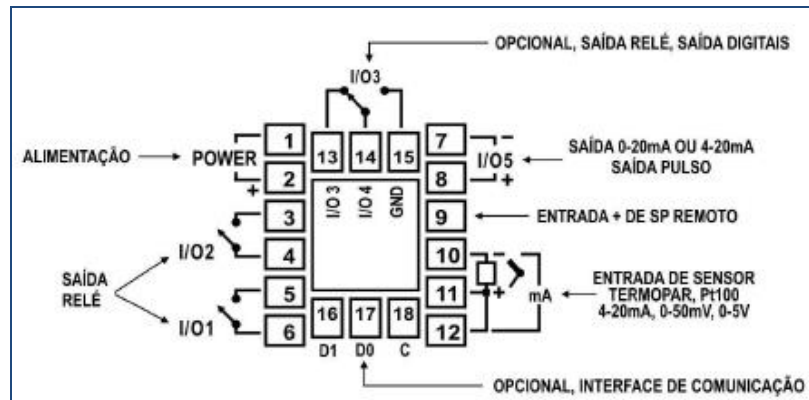 OPCIONAL, SAÍDA RELÉ, SAÍDA DIGITAIS
I/O3
1
13
14
15
7
ALIMENTAÇÃO
POWER
I/O5
SAÍDA 0-20mA OU 4-20mA
SAÍDA PULSO
2
+
8
+
I/O3
I/O4
GND
3
9
ENTRADA + DE SP REMOTO
I/O2
4
10
SAÍDA
RELÉ
5
11
+
mA
ENTRADA DE SENSOR
TERMOPAR, Pt100
4-20mA, 0-50mV, 0-5V
I/O1
6
16
17
18
12
D1
D0
C
OPCIONAL, INTERFACE DE COMUNICAÇÃO